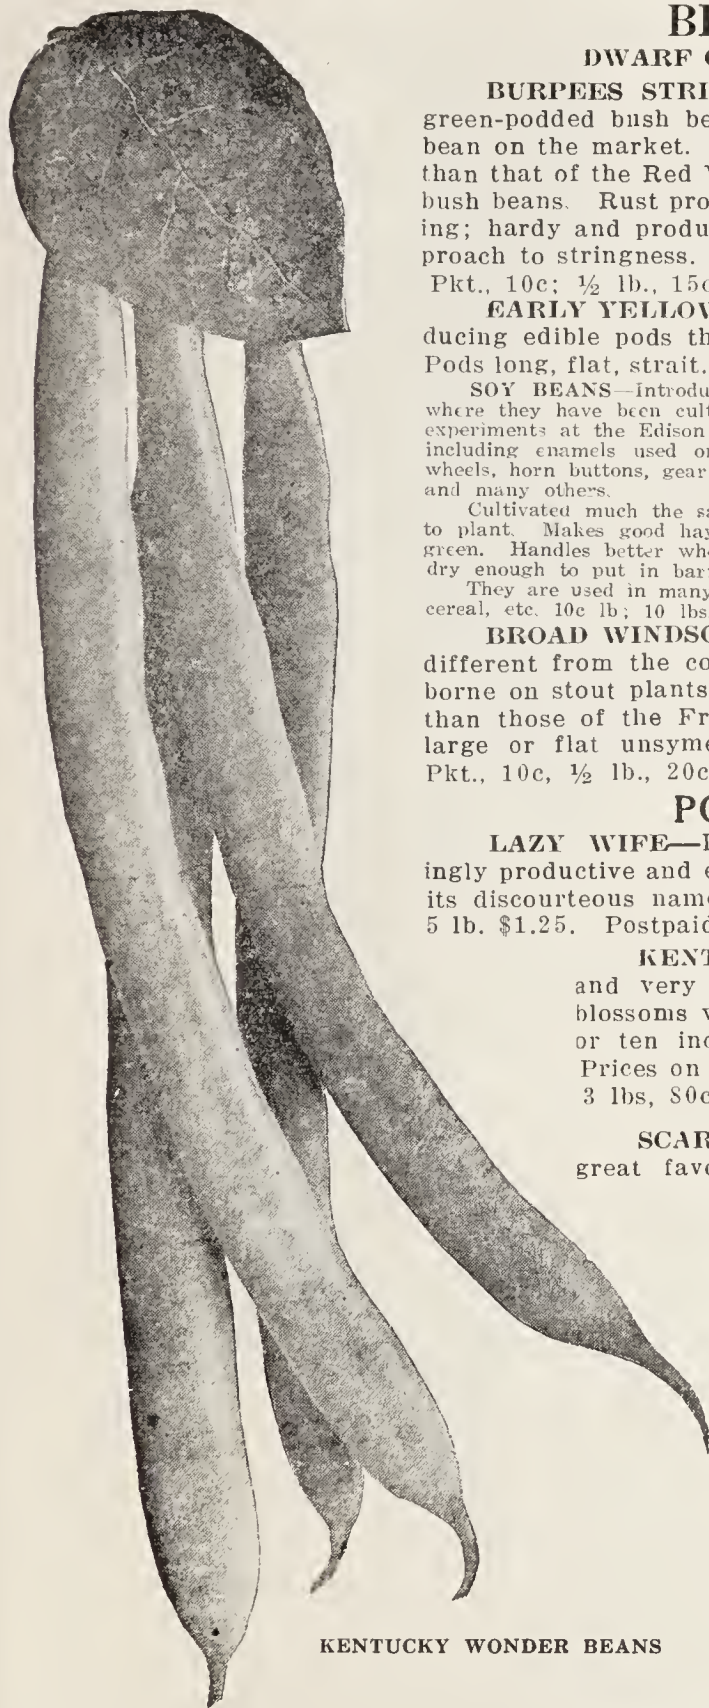 BE
DWARF
BURPEES STRI
green-podded bush be
bean on the market.
than that of the Red
bush beans. Rust pro
ing; hardy and produ
proach to stringness.
Pkt., 10c; ½ lb., 15c
EARLY YELLOW
ducing edible pods th
Pods long, flat, strait.
SOY BEANS—Introdu
where they have been cult
experiments at the Edison
including enamels used on
wheels, horn buttons, gear
and many others.
Cultivated much the sa
to plant. Makes good hay
green. Handles better whe
dry enough to put in bar
They are used in many
cereal, etc. 10c lb; 10 lbs
BROAD WINDSO
different from the co
borne on stout plants
than those of the Fr
large or flat unsyme
Pkt., 10c, ½ lb., 20c
PO
LAZY WIFE—
ingly productive and e
its discourteous name
5 lb. $1.25. Postpaid
KENT
and very
blossoms
or ten inc
Prices on
3 lbs, 80c
SCAR
great favo
KENTUCKY WONDER BEANS